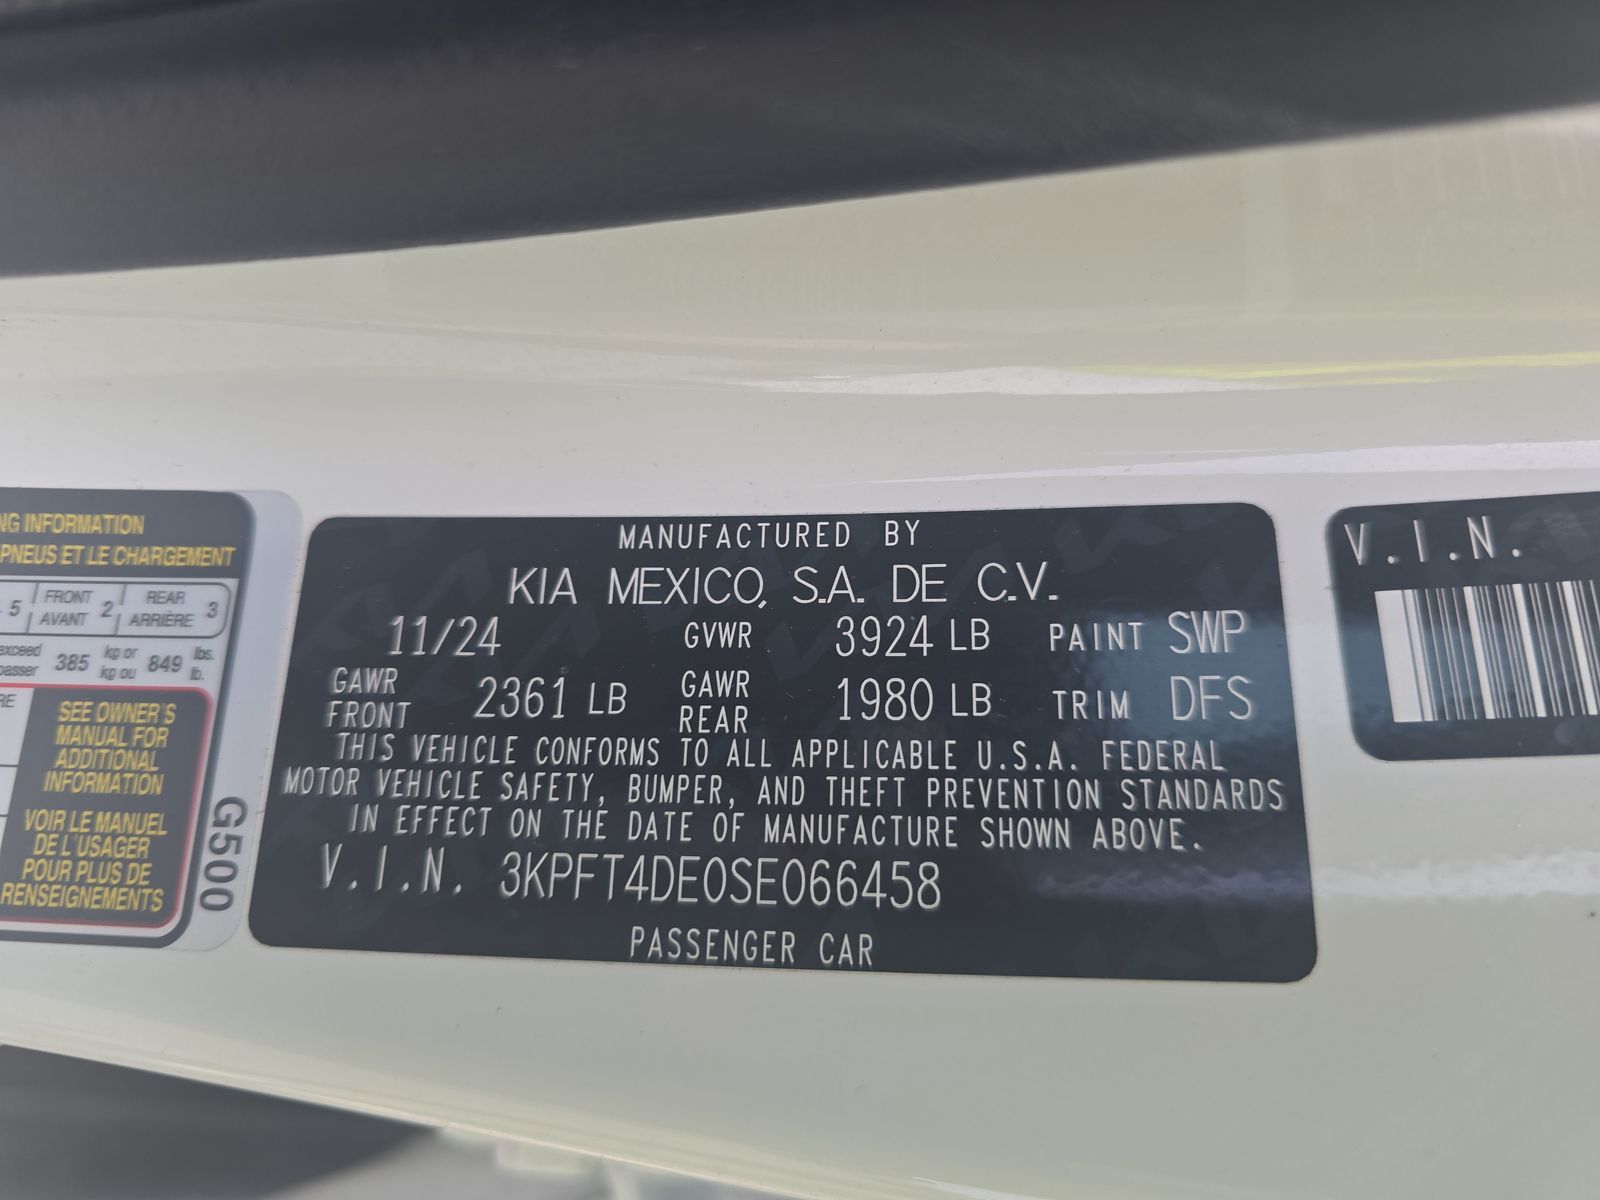 NG INFORMATION
PNEUS ET LE CHARGEMENT
5 FRONT AVANT 2 REAR ARRIÈRE 3
exceed passer 385 kg or kg ou 849 lbs. lb.
RE
SEE OWNER'S
MANUAL FOR
ADDITIONAL
INFORMATION
VOIR LE MANUEL
DE L'USAGER
POUR PLUS DE
RENSEIGNEMENTS
G500
MANUFACTURED BY
KIA MEXICO, S.A. DE C.V.
11/24 GVWR 3924 LB PAINT SWP
GAWR FRONT 2361 LB GAWR REAR 1980 LB TRIM DFS
THIS VEHICLE CONFORMS TO ALL APPLICABLE U.S.A. FEDERAL
MOTOR VEHICLE SAFETY, BUMPER, AND THEFT PREVENTION STANDARDS
IN EFFECT ON THE DATE OF MANUFACTURE SHOWN ABOVE.
V.I.N. 3KPFT4DE0SE066458
PASSENGER CAR
V.I.N.